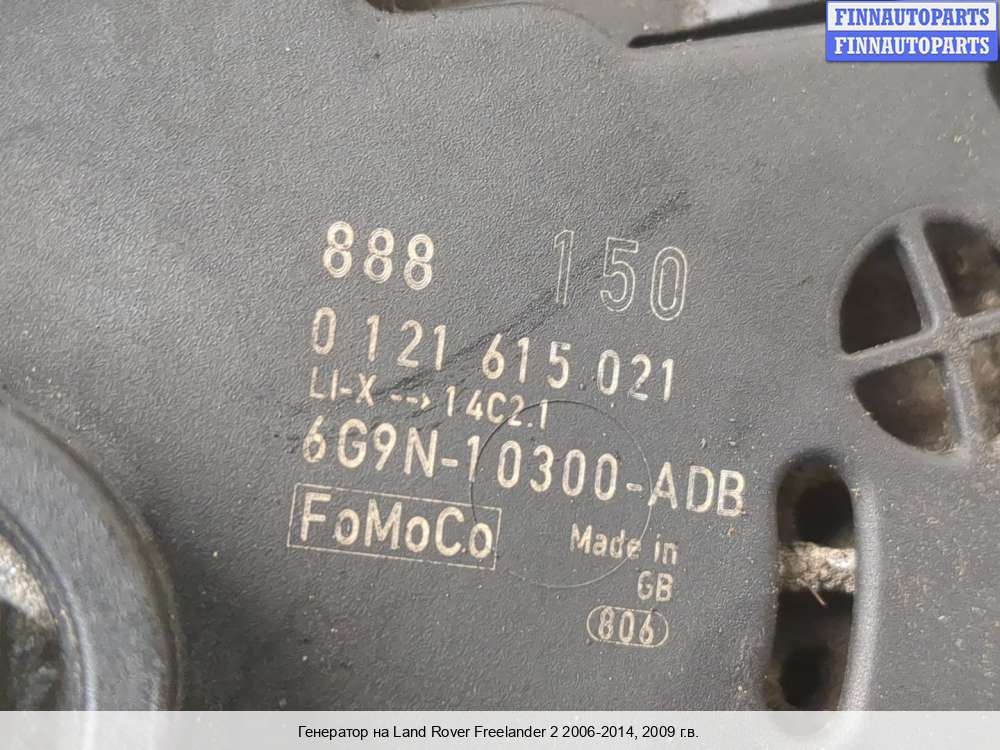 FINNAUTOPARTS
FINNAUTOPARTS
888 150
0 121 615 021
LI-X --> 14C2.1
6G9N-10300-ADB
FoMoCo
Made in
GB
806
Генератор на Land Rover Freelander 2 2006-2014, 2009 г.в.